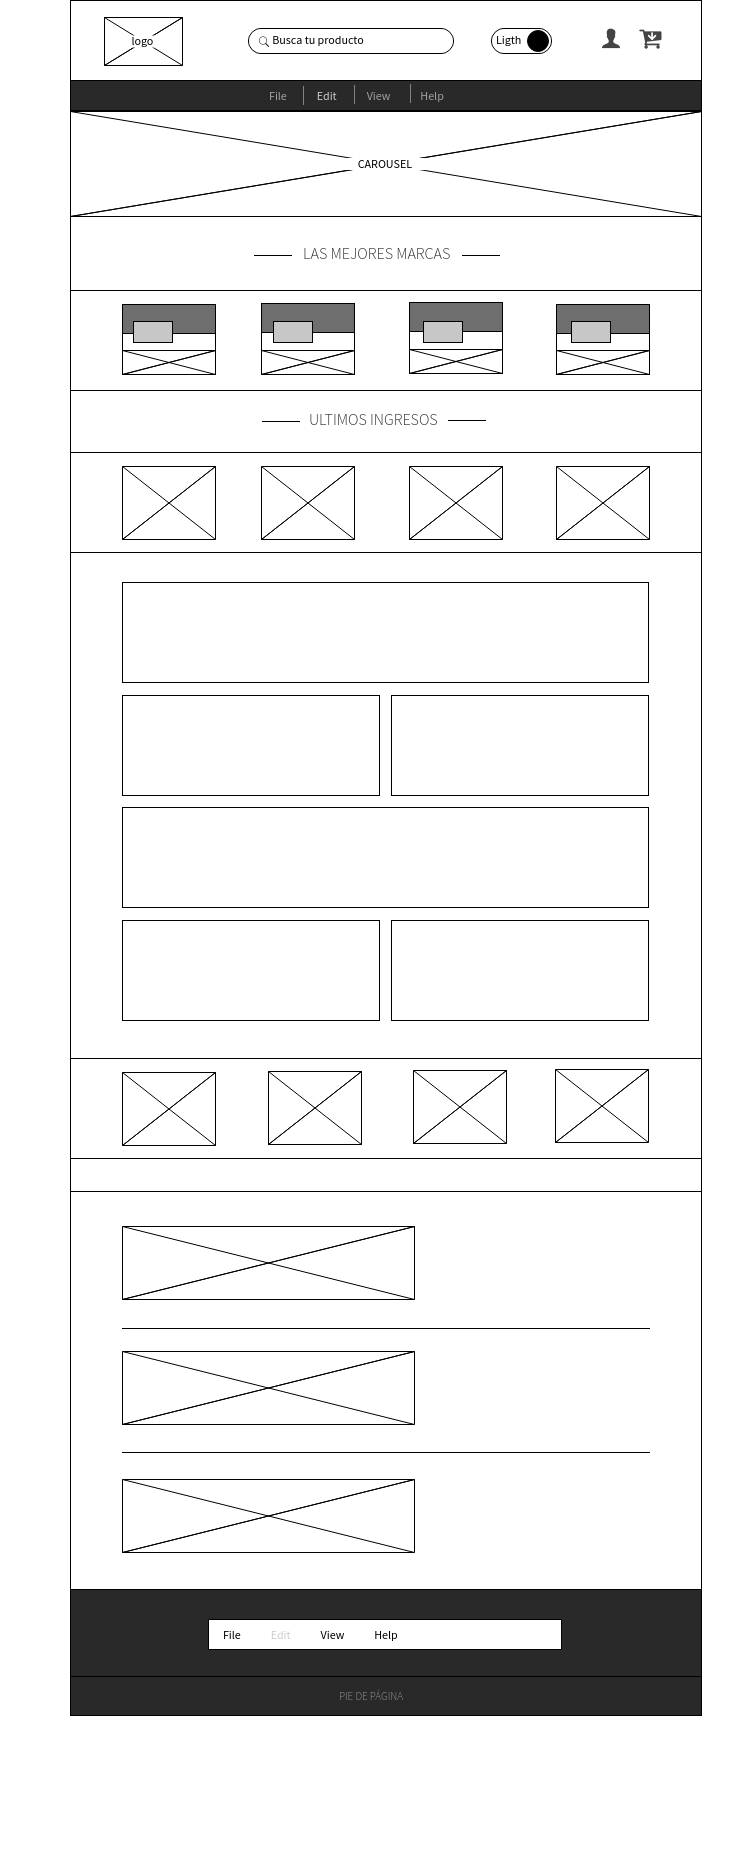 logo
Busca tu producto
Ligth
File Edit View Help
CAROUSEL
LAS MEJORES MARCAS
ULTIMOS INGRESOS
File Edit View Help
PIE DE PÁGINA